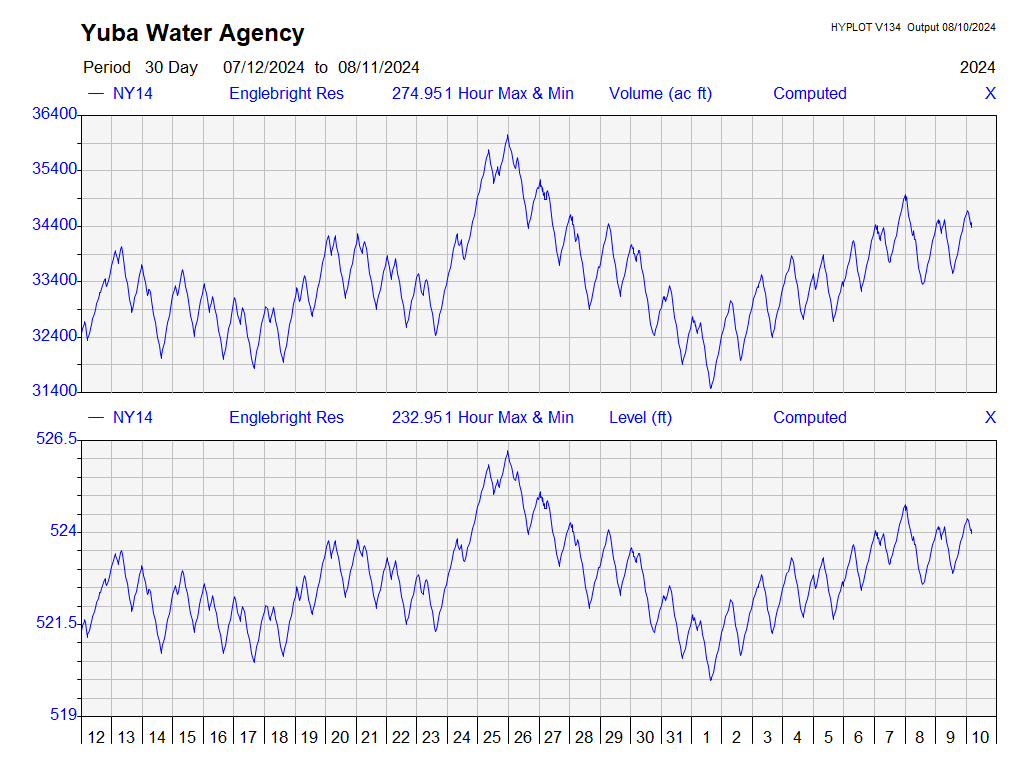 Yuba Water Agency
HYPLOT V134 Output 08/10/2024
Period 30 Day 07/12/2024 to 08/11/2024
2024
NY14 Englebright Res 274.951 Hour Max & Min Volume (ac ft) Computed X
36400
35400
34400
33400
32400
31400
NY14 Englebright Res 232.951 Hour Max & Min Level (ft) Computed X
526.5
524
521.5
519
12 13 14 15 16 17 18 19 20 21 22 23 24 25 26 27 28 29 30 31 1 2 3 4 5 6 7 8 9 10